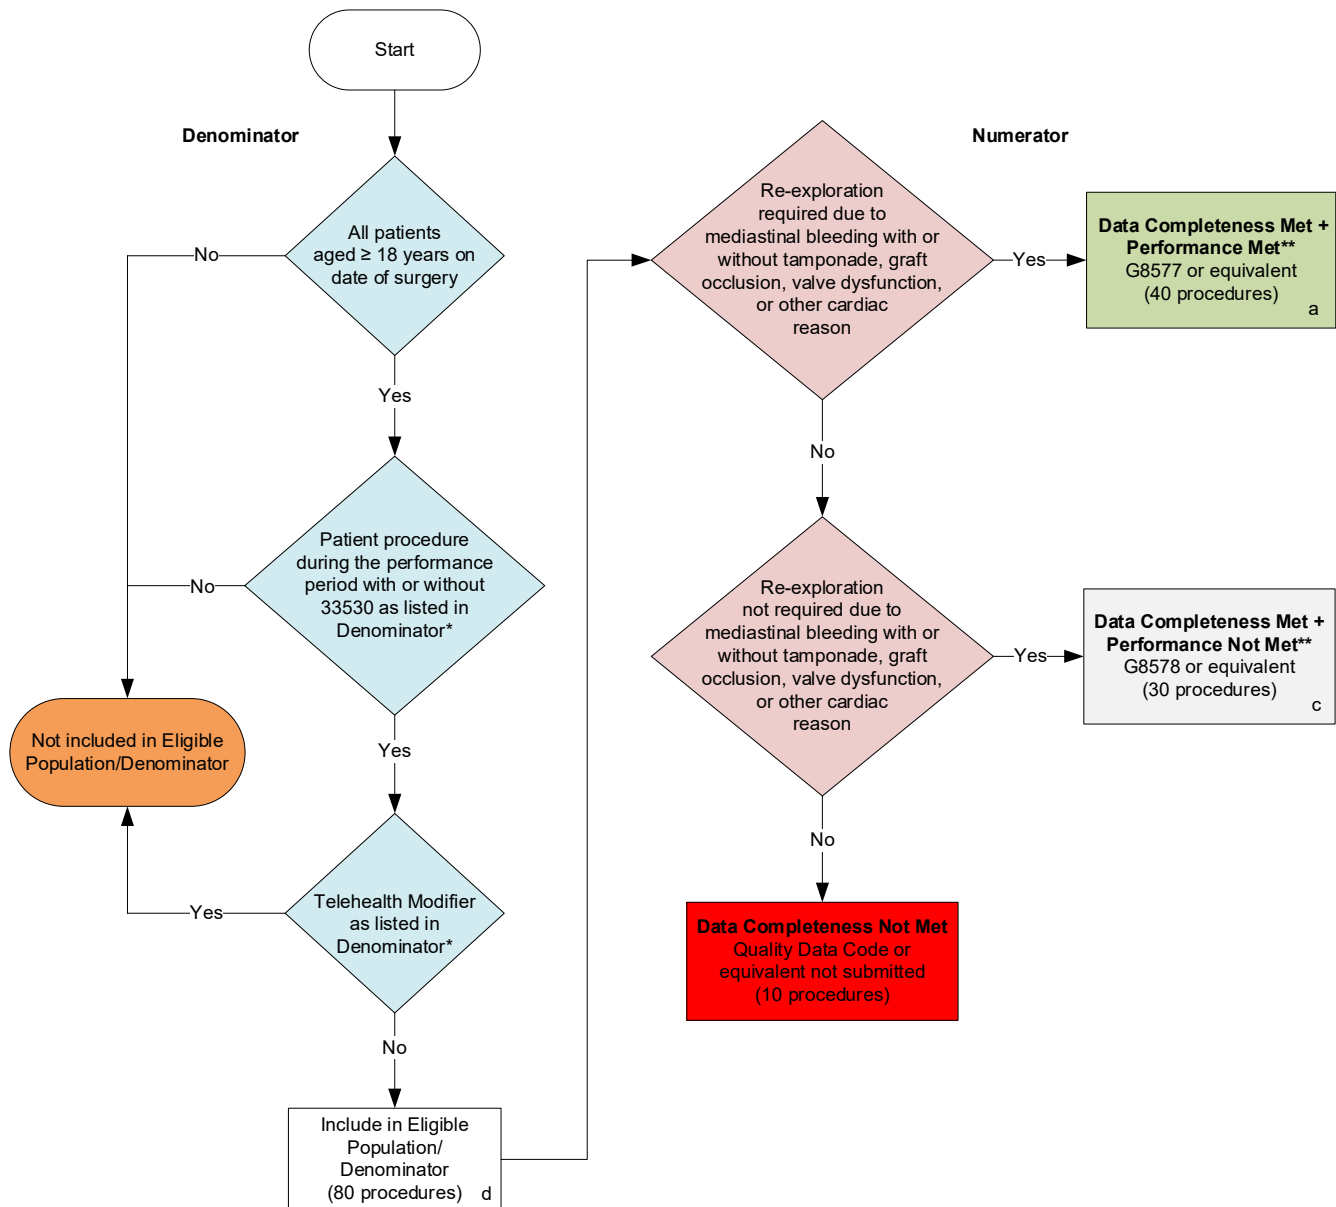 Start
Denominator
All patients
aged ≥ 18 years on
date of surgery
No
Yes
Patient procedure
during the performance
period with or without
33530 as listed in
Denominator*
No
Not included in Eligible
Population/Denominator
Yes
Telehealth Modifier
as listed in
Denominator*
Yes
No
Include in Eligible
Population/
Denominator
(80 procedures)
d
Numerator
Re-exploration
required due to
mediastinal bleeding with or
without tamponade, graft
occlusion, valve dysfunction,
or other cardiac
reason
Yes
Data Completeness Met +
Performance Met**
G8577 or equivalent
(40 procedures)
a
No
Re-exploration
not required due to
mediastinal bleeding with or
without tamponade, graft
occlusion, valve dysfunction,
or other cardiac
reason
Yes
Data Completeness Met +
Performance Not Met**
G8578 or equivalent
(30 procedures)
c
No
Data Completeness Not Met
Quality Data Code or
equivalent not submitted
(10 procedures)